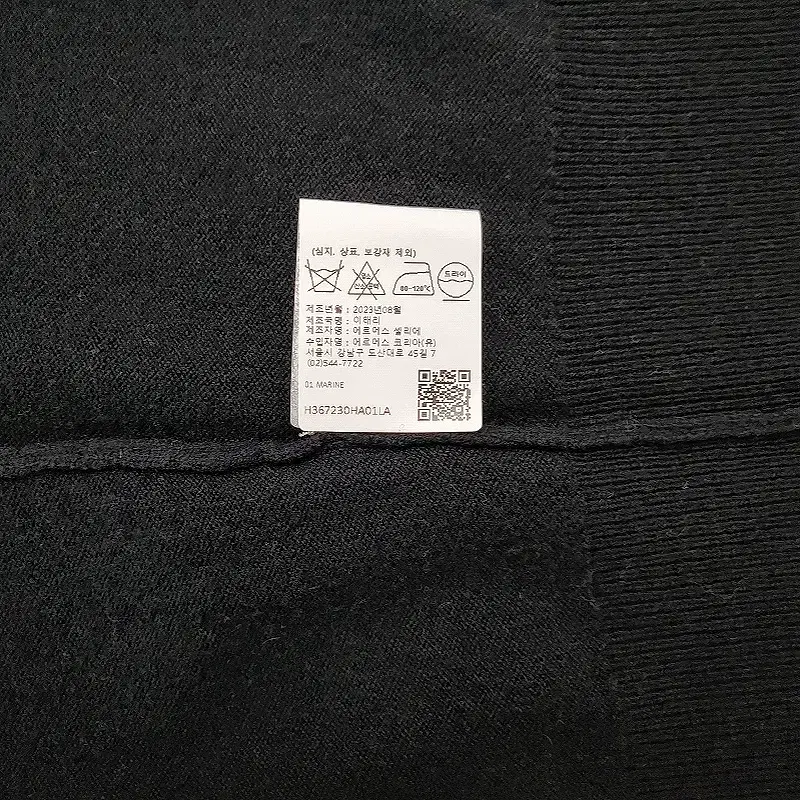 (심지, 상표, 보강재 제외)
80~120℃
드라이
제조년월 : 2023년08월
제조국명 : 이태리
제조자명 : 에르메스 셀리에
수입자명 : 에르메스 코리아(유)
서울시 강남구 도산대로 45길 7
(02)544-7722
01 MARINE
H367230HA01LA